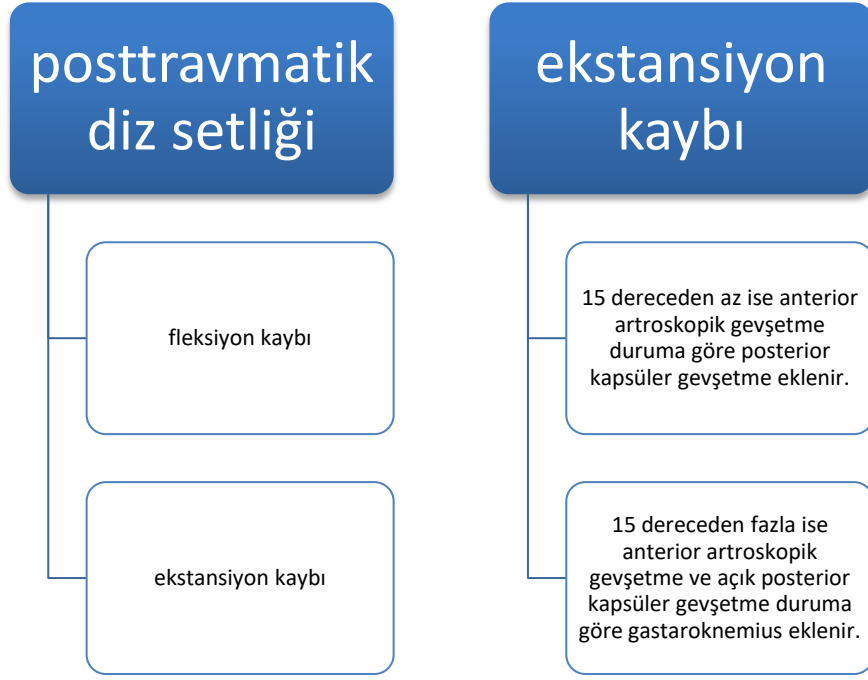 posttravmatik
diz setliği
fleksiyon kaybı
ekstansiyon kaybı
ekstansiyon
kaybı
15 dereceden az ise anterior
artroskopik gevşetme
duruma göre posterior
kapsüler gevşetme eklenir.
15 dereceden fazla ise
anterior artroskopik
gevşetme ve açık posterior
kapsüler gevşetme duruma
göre gastaroknemius eklenir.